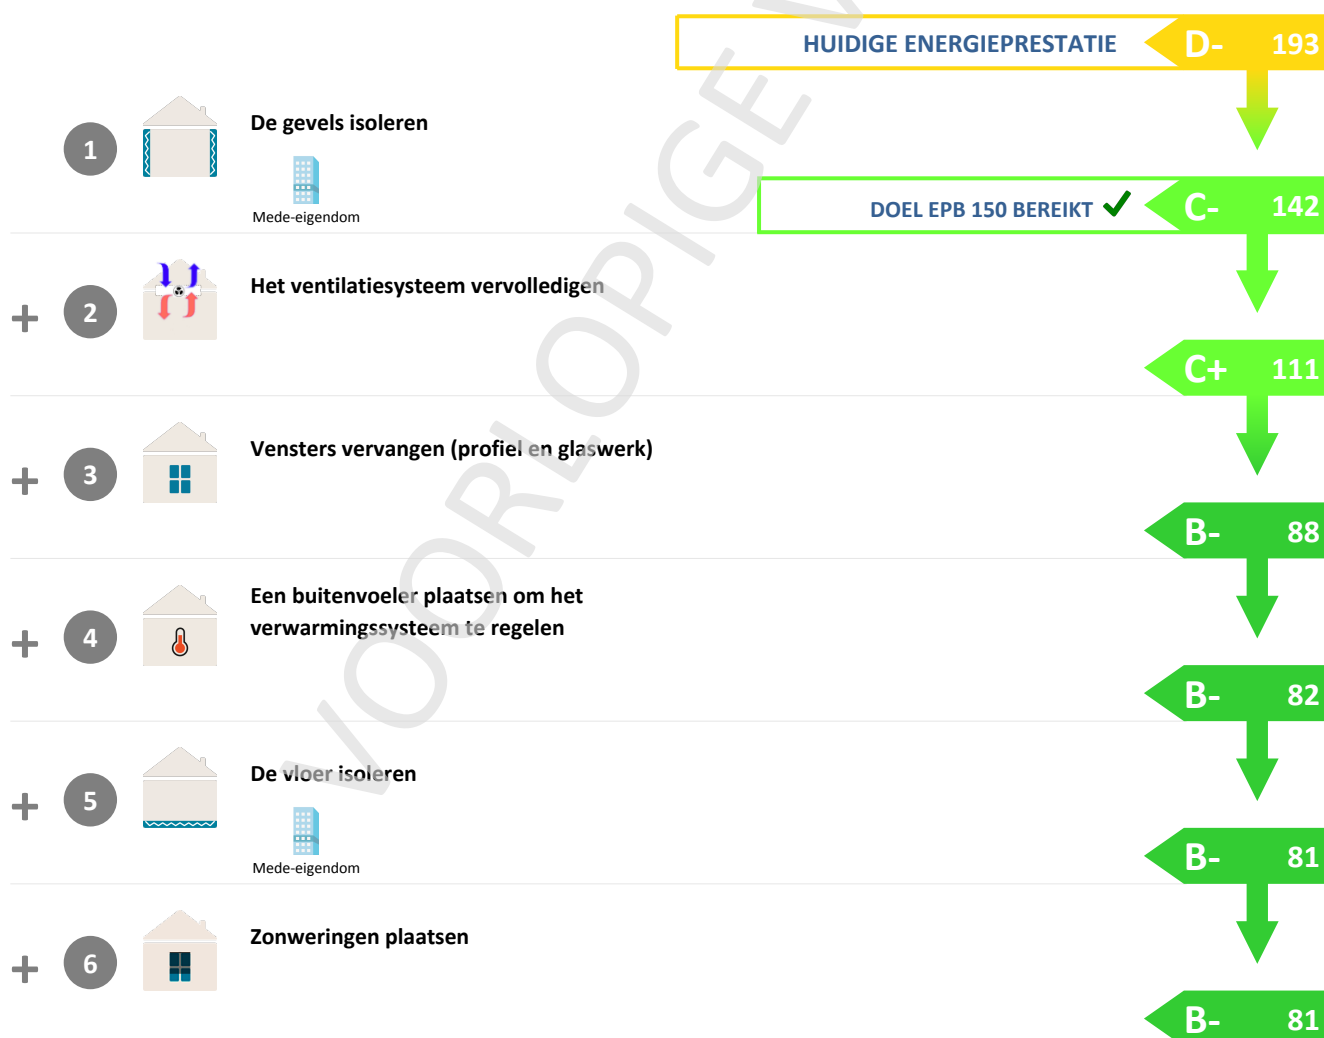 HUIDIGE ENERGIEPRESTATIE D- 193
1 De gevels isoleren
Mede-eigendom
DOEL EPB 150 BEREIKT ✔ C- 142
+ 2 Het ventilatiesysteem vervolledigen
C+ 111
+ 3 Vensters vervangen (profiel en glaswerk)
B- 88
+ 4 Een buitenvoeler plaatsen om het
verwarmingssysteem te regelen
B- 82
+ 5 De vloer isoleren
Mede-eigendom
B- 81
+ 6 Zonweringen plaatsen
B- 81
VOORLOPIGE V